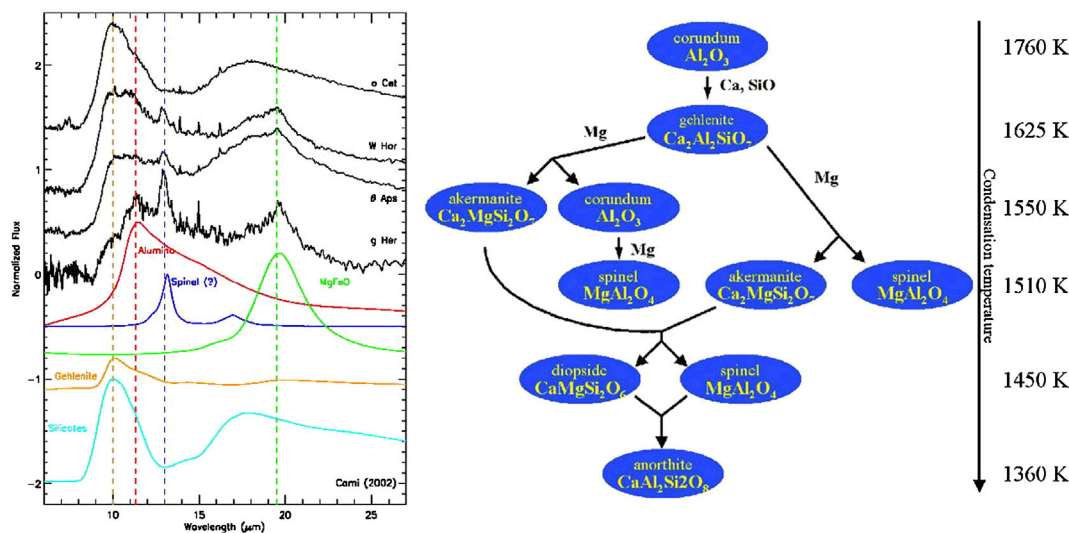 2
1
0
−1
−2
Normalized Flux
o Cet
W Hor
θ Aps
g Her
Alumina
Spinel (?)
MgFeO
Gehlenite
Silicates
Cami (2002)
10
15
20
25
Wavelength (μm)
corundum
Al₂O₃
Ca, SiO
gehlenite
Ca₂Al₂SiO₇
Mg
Mg
akermanite
Ca₂MgSi₂O₇
corundum
Al₂O₃
Mg
spinel
MgAl₂O₄
akermanite
Ca₂MgSi₂O₇
spinel
MgAl₂O₄
diopside
CaMgSi₂O₆
spinel
MgAl₂O₄
anorthite
CaAl₂Si2O₈
Condensation temperature
1760 K
1625 K
1550 K
1510 K
1450 K
1360 K